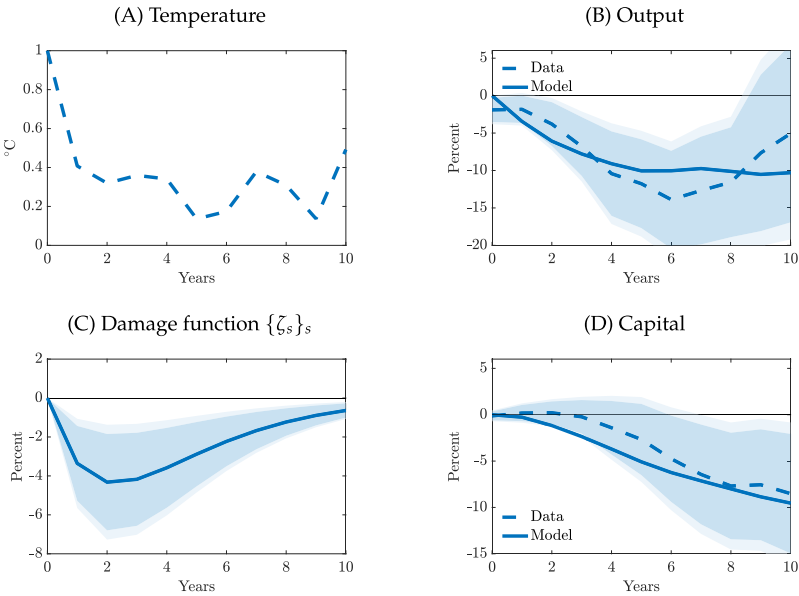 (A) Temperature
1
0.8
0.6
0.4
0.2
0
°C
0 2 4 6 8 10
Years
(B) Output
5
0
-5
-10
-15
-20
Percent
Data
Model
0 2 4 6 8 10
Years
(C) Damage function {ζₛ}ₛ
2
0
-2
-4
-6
-8
Percent
0 2 4 6 8 10
Years
(D) Capital
5
0
-5
-10
-15
Percent
Data
Model
0 2 4 6 8 10
Years